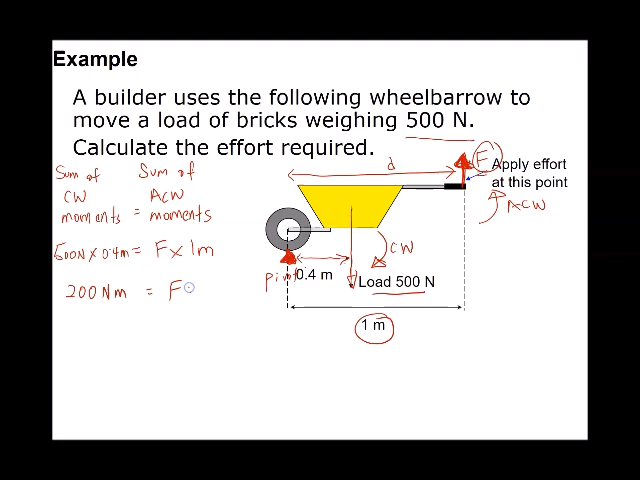 Example
A builder uses the following wheelbarrow to
move a load of bricks weighing 500 N.
Calculate the effort required.
d
F
Apply effort
at this point
ACW
Sum of
CW
moments
=
Sum of
ACW
moments
500N × 0.4m = F × 1m
200Nm = F
CW
Pivot
0.4 m
Load 500 N
1 m